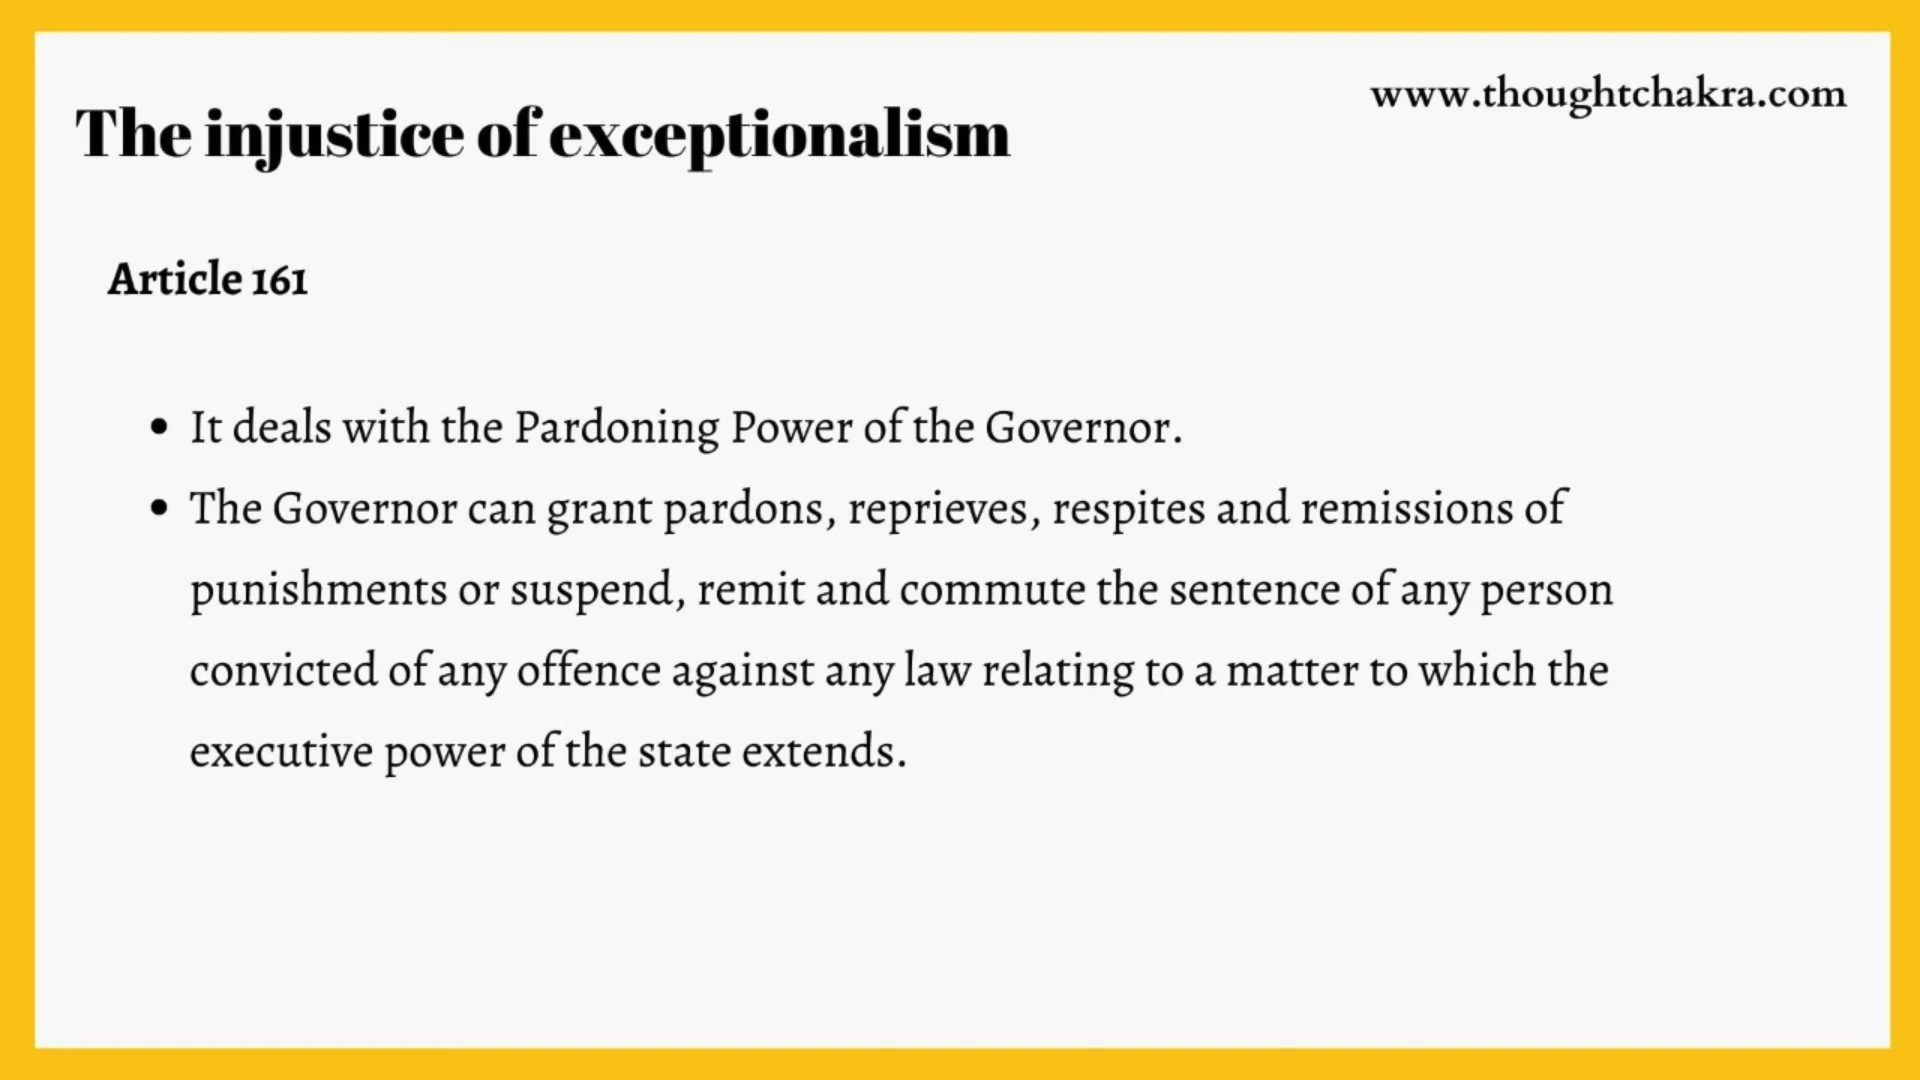 www.thoughtchakra.com
The injustice of exceptionalism
Article 161
• It deals with the Pardoning Power of the Governor.
• The Governor can grant pardons, reprieves, respites and remissions of
punishments or suspend, remit and commute the sentence of any person
convicted of any offence against any law relating to a matter to which the
executive power of the state extends.